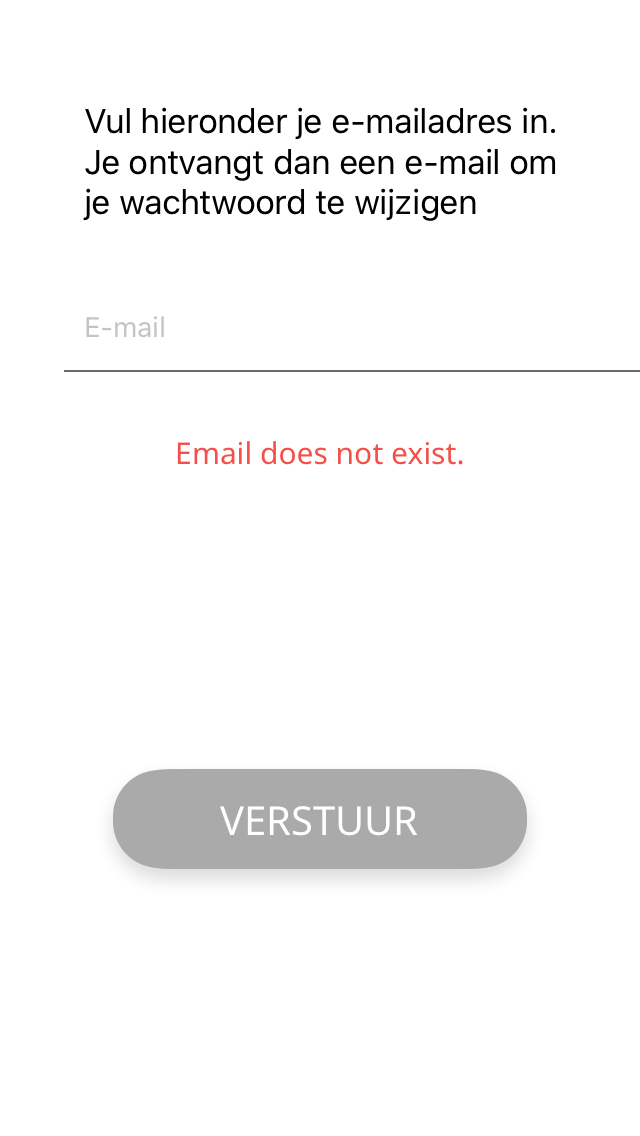 Vul hieronder je e-mailadres in.
Je ontvangt dan een e-mail om
je wachtwoord te wijzigen
E-mail
Email does not exist.
VERSTUUR